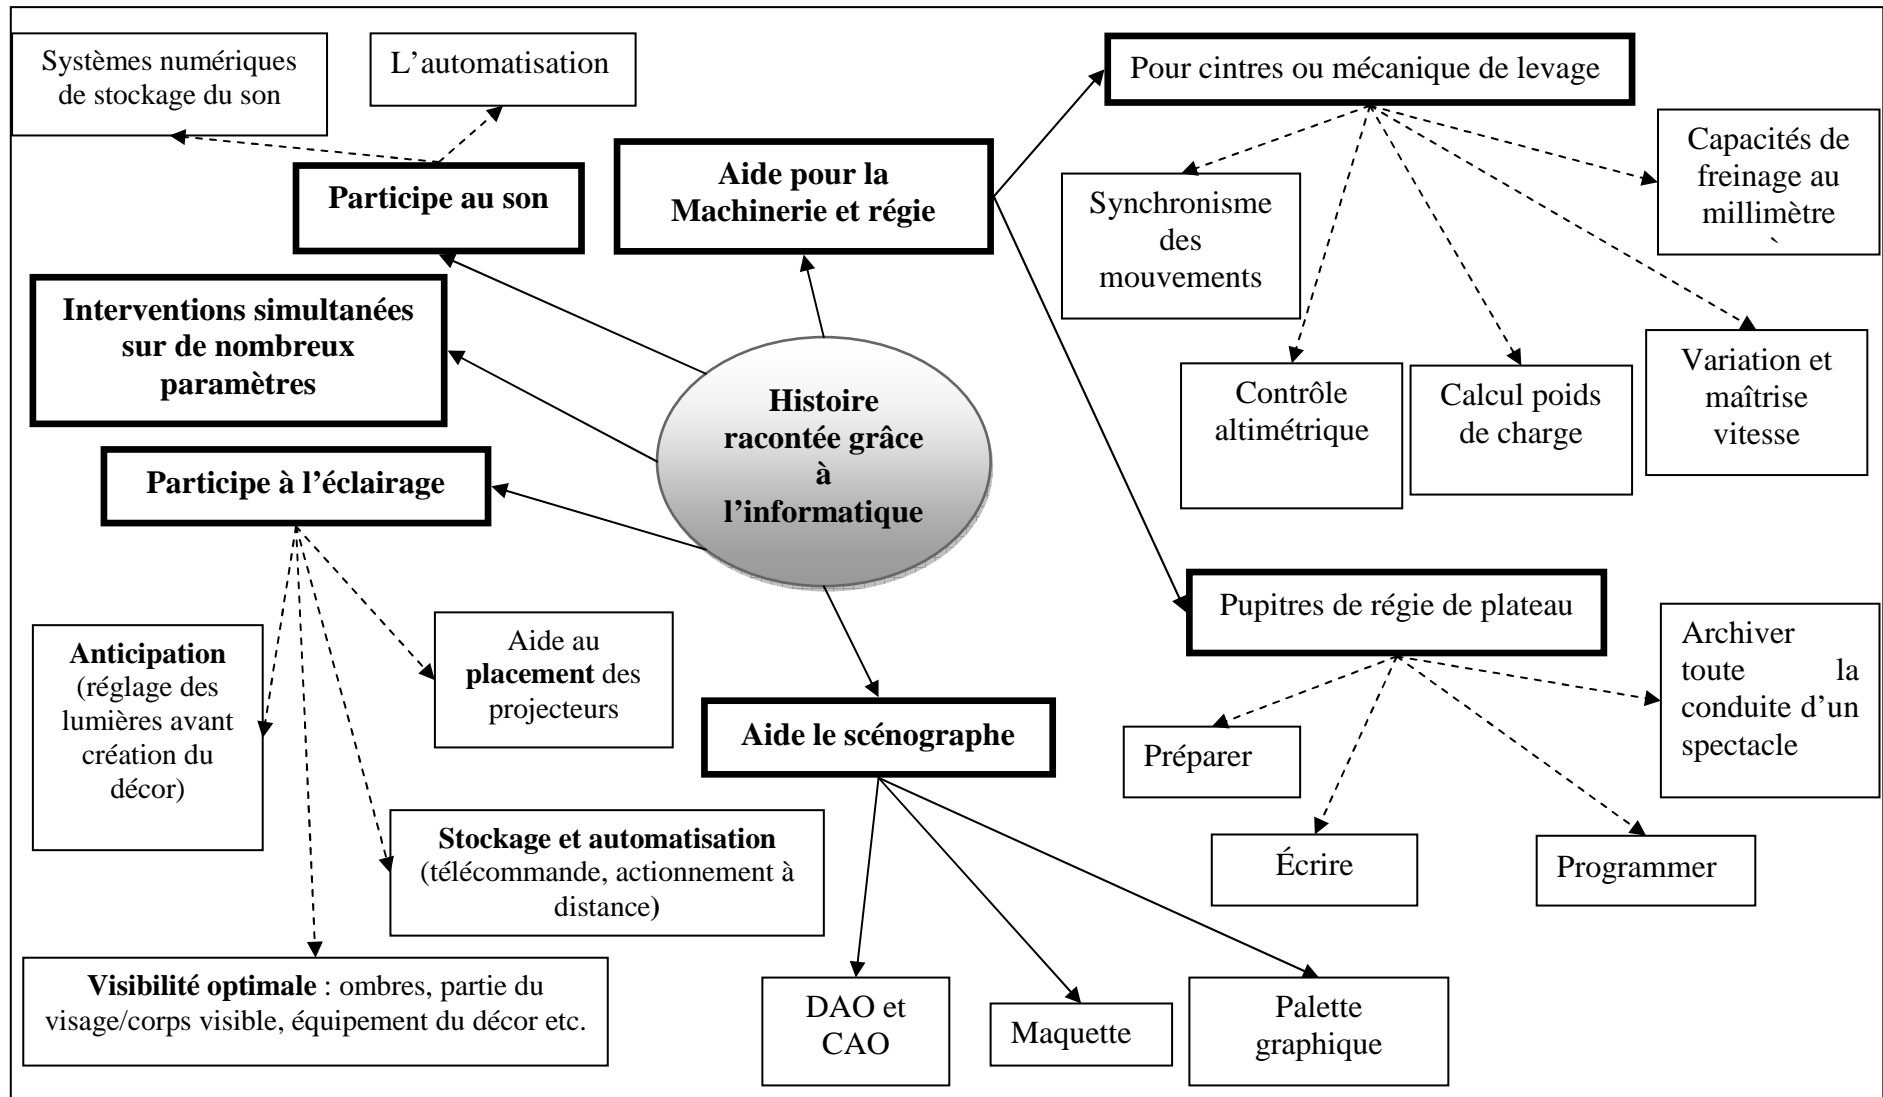 Systèmes numériques
de stockage du son
L’automatisation
Pour cintres ou mécanique de levage
Participe au son
Aide pour la
Machinerie et régie
Synchronisme
des
mouvements
Capacités de
freinage au
millimètre
Interventions simultanées
sur de nombreux
paramètres
Histoire
racontée grâce
à
l’informatique
Contrôle
altimétrique
Calcul poids
de charge
Variation et
maîtrise
vitesse
Participe à l’éclairage
Pupitres de régie de plateau
Anticipation
(réglage des
lumières avant
création du
décor)
Aide au
placement des
projecteurs
Aide le scénographe
Archiver
toute la
conduite d’un
spectacle
Préparer
Écrire
Programmer
Stockage et automatisation
(télécommande, actionnement à
distance)
Visibilité optimale : ombres, partie du
visage/corps visible, équipement du décor etc.
DAO et
CAO
Maquette
Palette
graphique